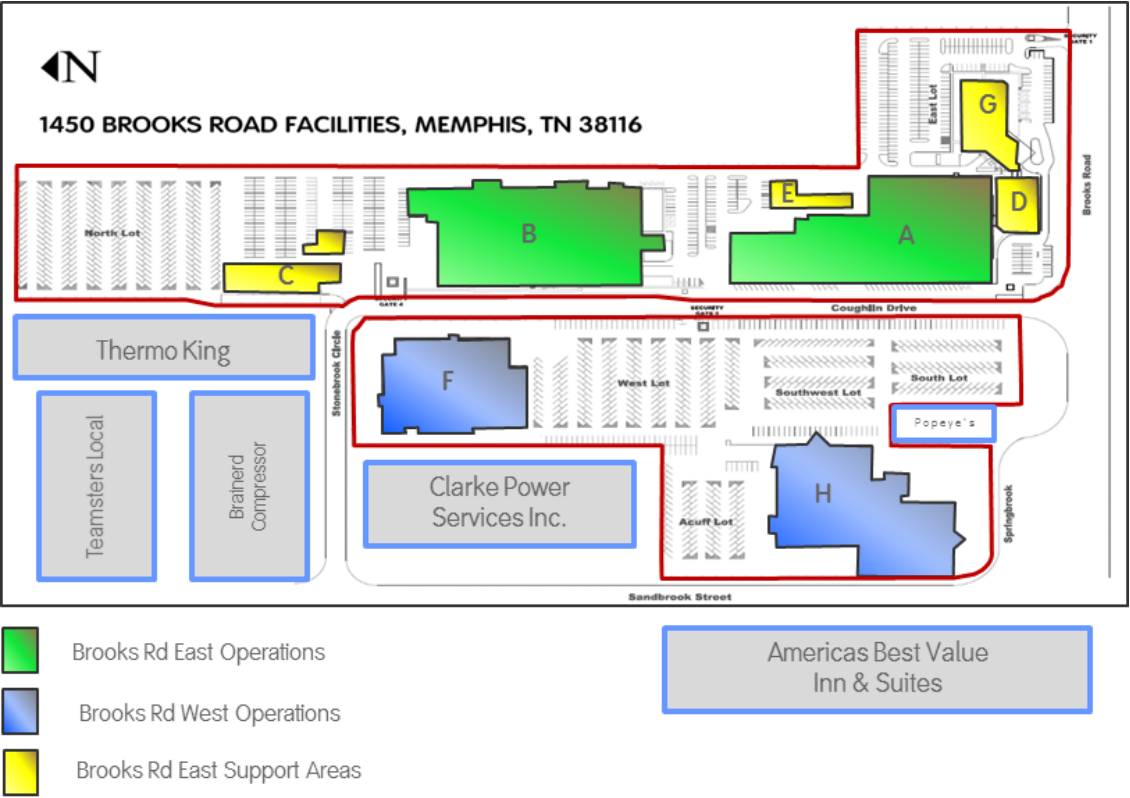 N
1450 BROOKS ROAD FACILITIES, MEMPHIS, TN 38116
SECURITY
GATE 1
East Lot
G
Brooks Road
E
D
B
A
North Lot
C
SECURITY
GATE 4
Coughlin Drive
SECURITY
Thermo King
Stonebrook Circle
F
West Lot
South Lot
Southwest Lot
Popeye's
Teamsters Local
Brainerd
Compressor
Clarke Power
Services Inc.
H
Acuff Lot
Springbrook
Sandbrook Street
Brooks Rd East Operations
Brooks Rd West Operations
Brooks Rd East Support Areas
Americas Best Value
Inn & Suites